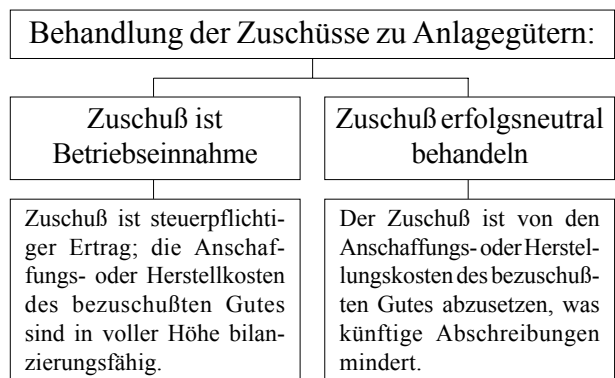 Behandlung der Zuschüsse zu Anlagegütern:
Zuschuß ist
Betriebseinnahme
Zuschuß erfolgsneutral
behandeln
Zuschuß ist steuerpflichti-
ger Ertrag; die Anschaf-
fungs- oder Herstellkosten
des bezuschußten Gutes
sind in voller Höhe bilan-
zierungsfähig.
Der Zuschuß ist von den
Anschaffungs- oder Herstel-
lungskosten des bezuschuß-
ten Gutes abzusetzen, was
künftige Abschreibungen
mindert.